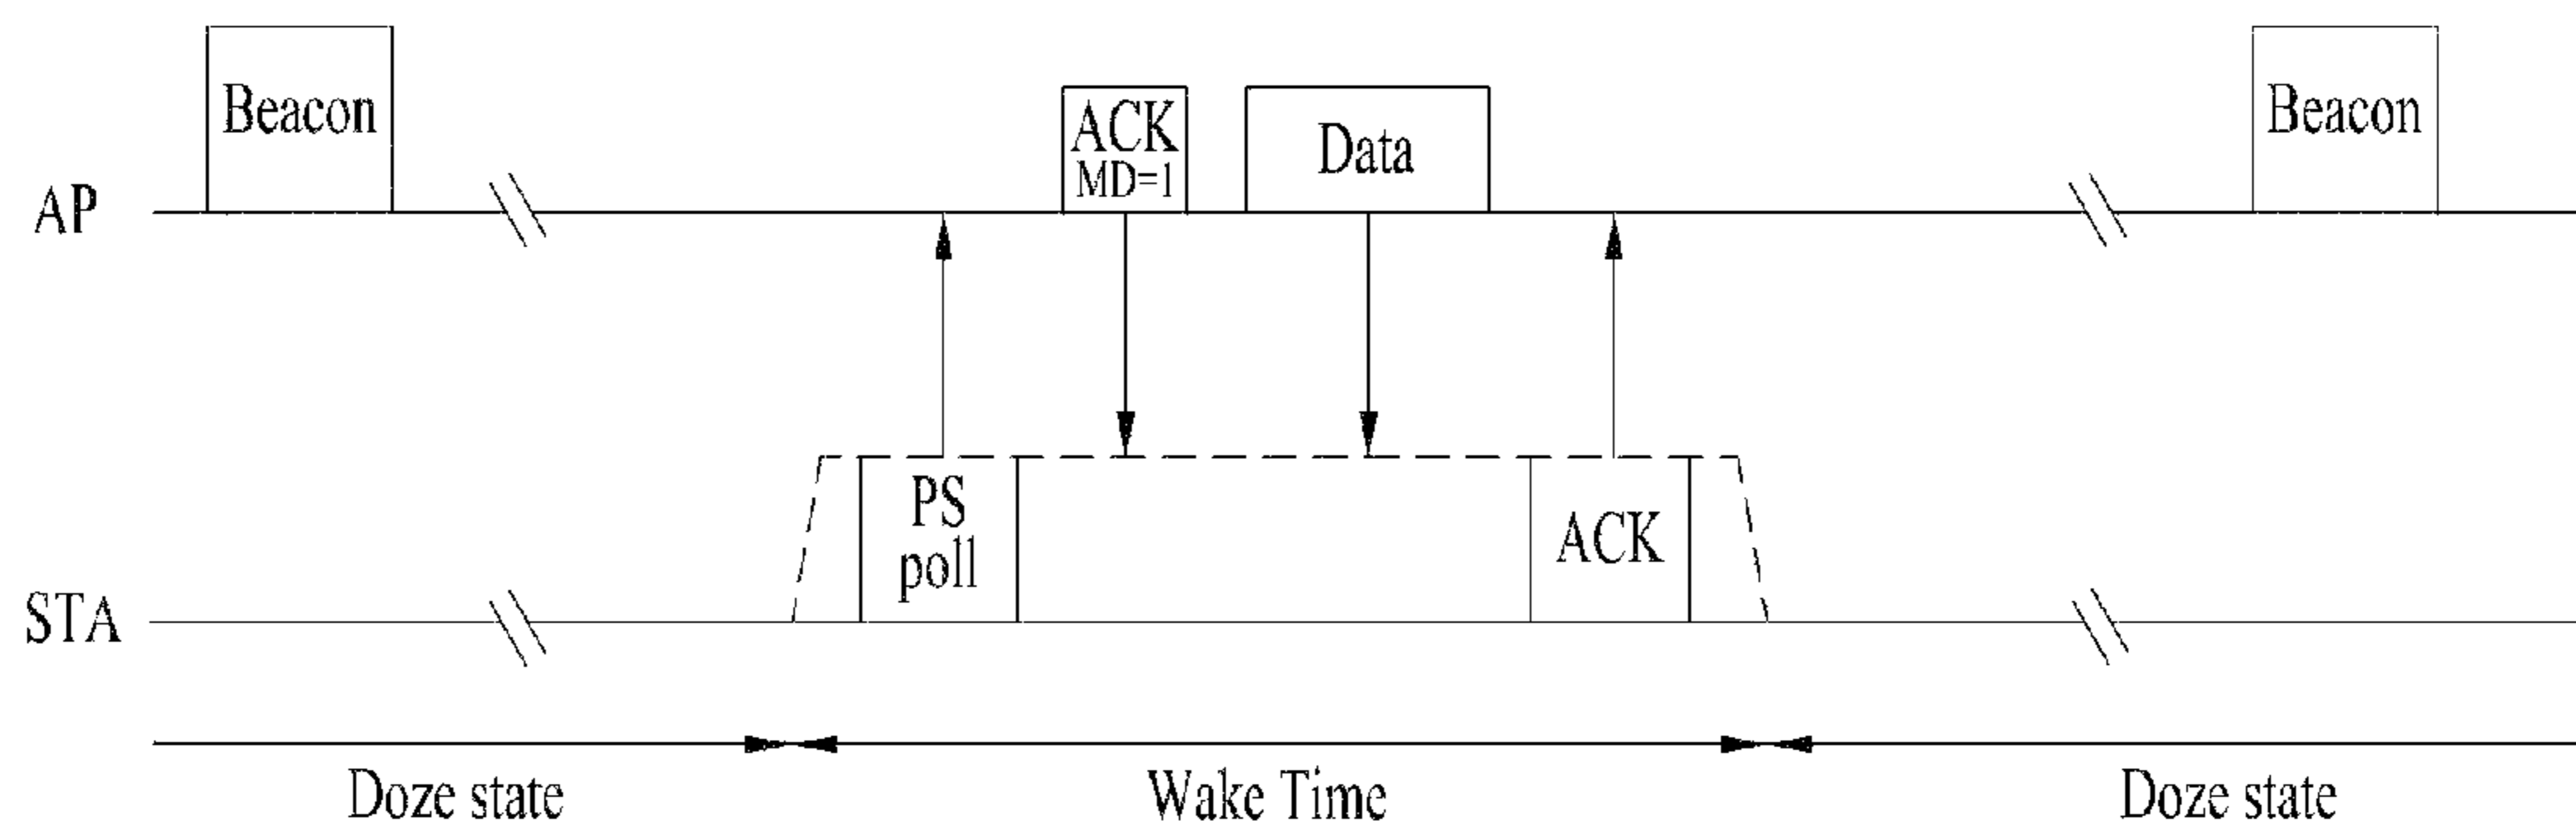 Beacon
ACK
MD=1
Data
Beacon
AP
PS
poll
ACK
STA
Doze state
Wake Time
Doze state